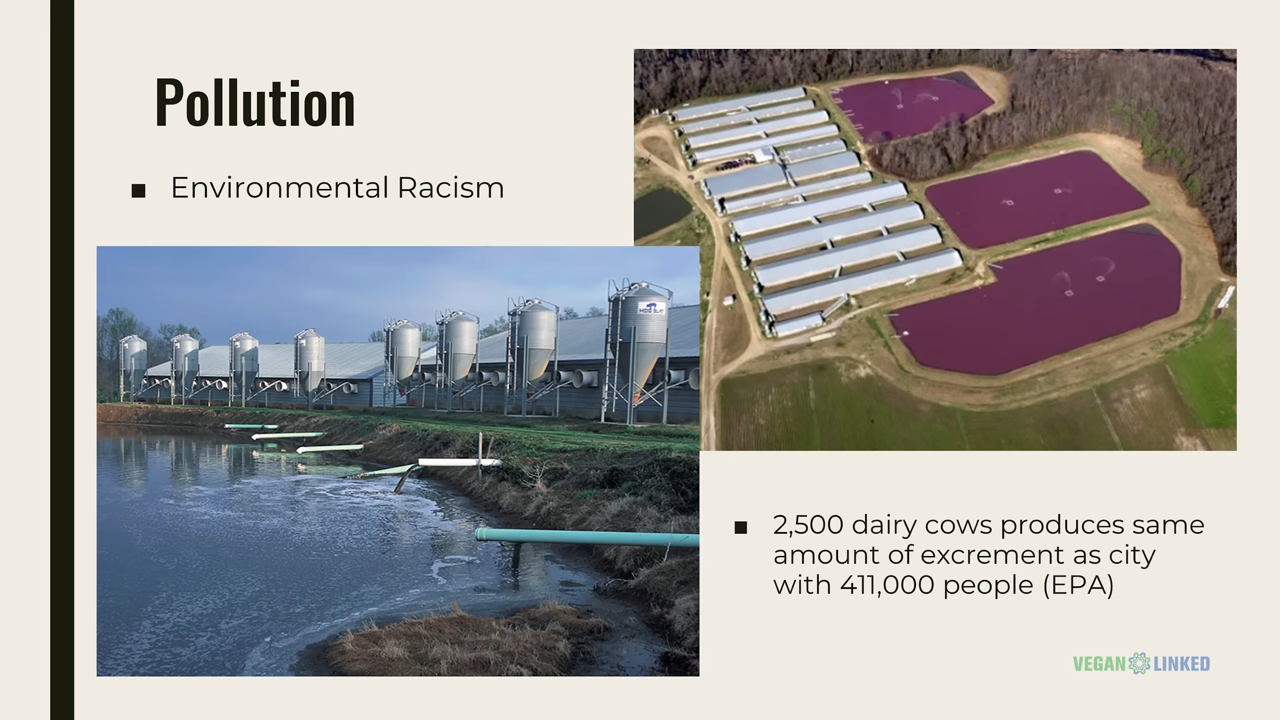 Pollution
■ Environmental Racism
■ 2,500 dairy cows produces same
amount of excrement as city
with 411,000 people (EPA)
VEGAN LINKED